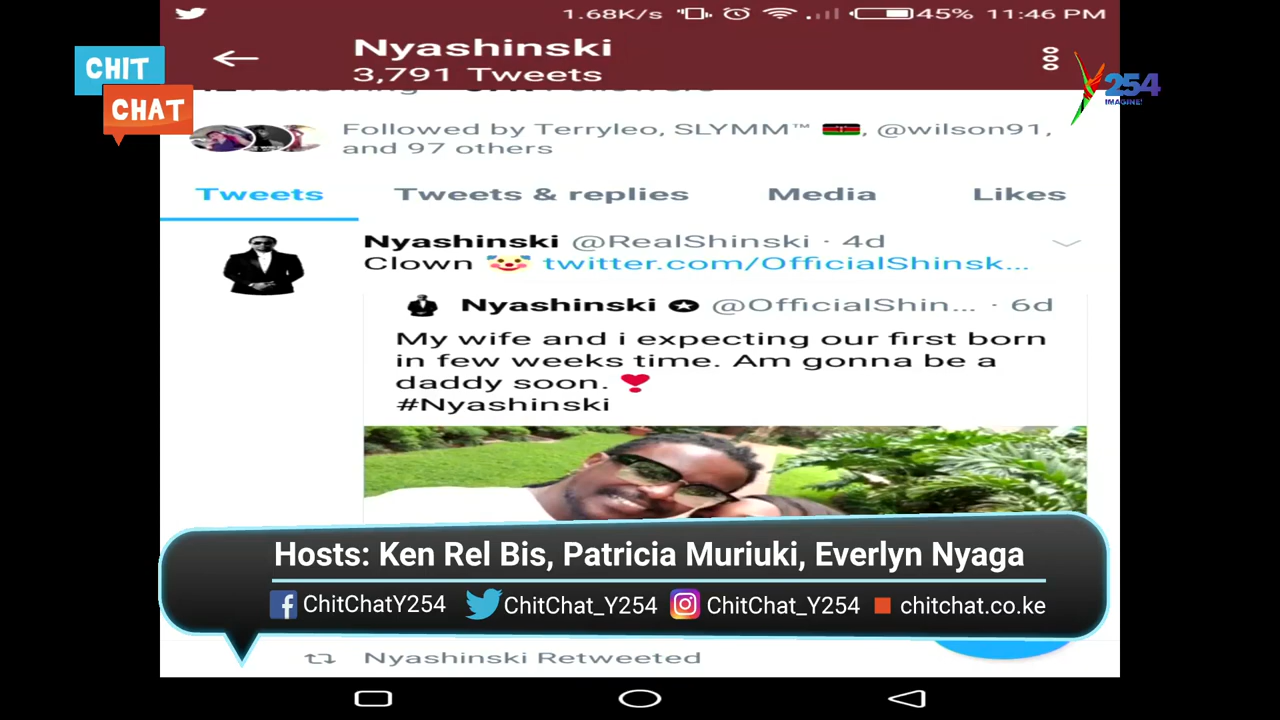 1.68K/s 45% 11:46 PM
Nyashinski
3,791 Tweets
CHIT
CHAT
254
IMAGINE!
Followed by Terryleo, SLYMM™ 🇰🇪, @wilson91,
and 97 others
Tweets Tweets & replies Media Likes
Nyashinski @RealShinski · 4d
Clown 🤡 twitter.com/OfficialShinsk...
Nyashinski ✪ @OfficialShin... · 6d
My wife and i expecting our first born
in few weeks time. Am gonna be a
daddy soon. ❣
#Nyashinski
Hosts: Ken Rel Bis, Patricia Muriuki, Everlyn Nyaga
ChitChatY254 ChitChat_Y254 ChitChat_Y254 chitchat.co.ke
Nyashinski Retweeted